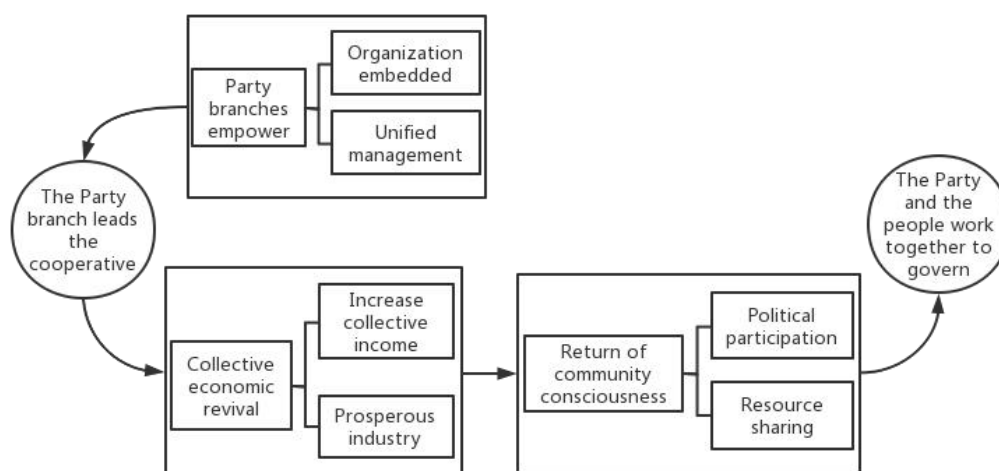 Party
branches
empower
Organization
embedded
Unified
management
The Party
branch leads
the
cooperative
Collective
economic
revival
Increase
collective
income
Prosperous
industry
Return of
community
consciousness
Political
participation
Resource
sharing
The Party
and the
people work
together to
govern